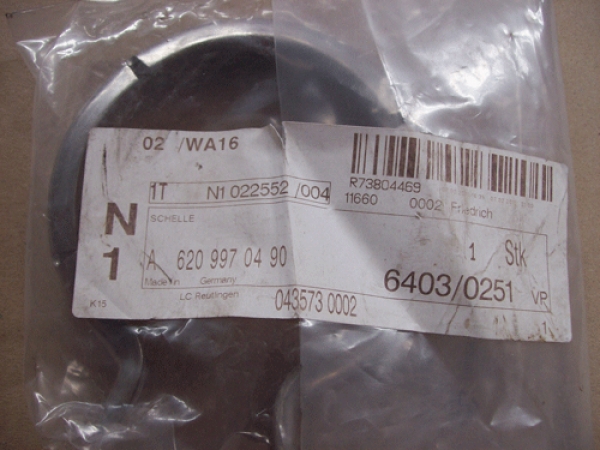 02 /WA16
R73804469
1T N1 022552 /004
11660 0002 Friedrich
N
1
SCHELLE
1 Stk
A 620 997 04 90
6403/0251 VP
Made in Germany
L.C. Reutlingen
043573 0002
K15
1